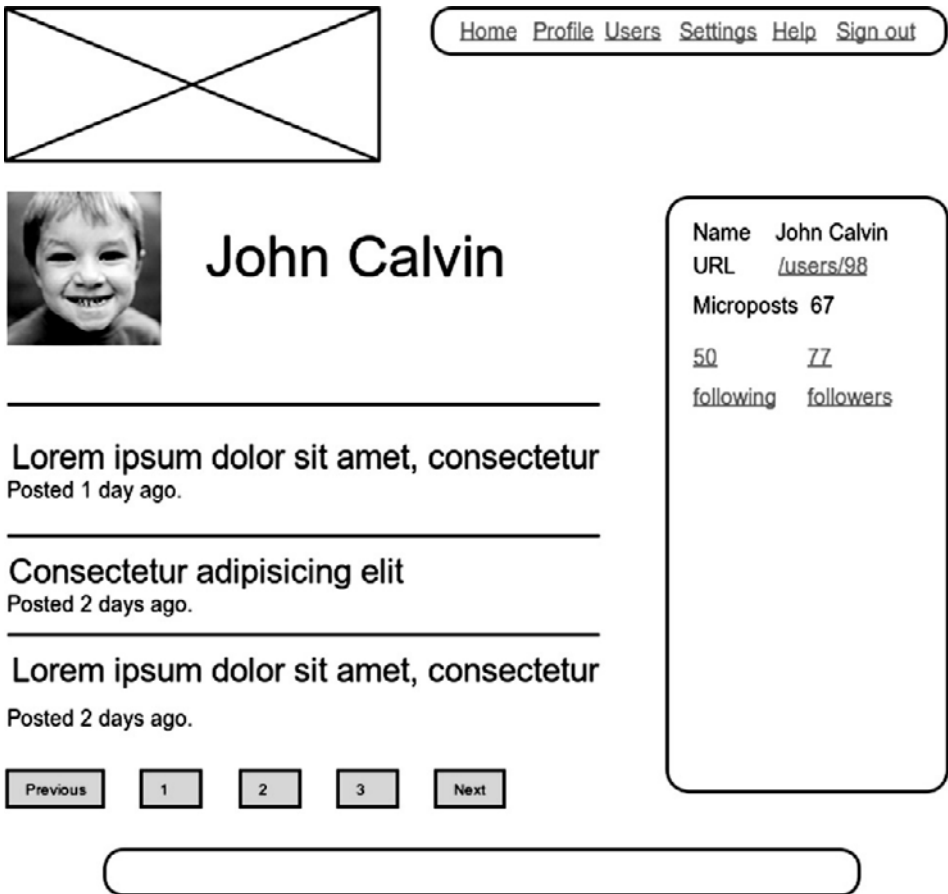 Home Profile Users Settings Help Sign out
John Calvin
Name John Calvin
URL /users/98
Microposts 67
50 77
following followers
Lorem ipsum dolor sit amet, consectetur
Posted 1 day ago.
Consectetur adipisicing elit
Posted 2 days ago.
Lorem ipsum dolor sit amet, consectetur
Posted 2 days ago.
Previous 1 2 3 Next